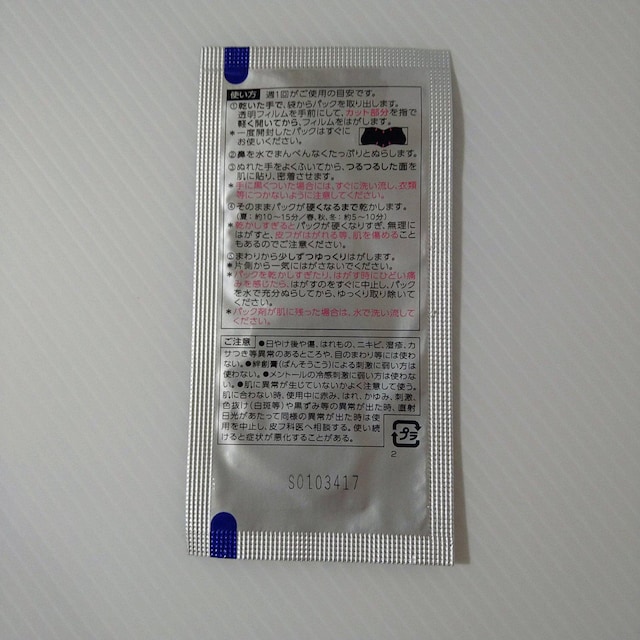 使い方 週1回がご使用の目安です。
①乾いた手で、袋からパックを取り出します。
透明フィルムを手前にして、カット部分を指で
軽く開いてから、フィルムをはがします。
*一度開封したパックはすぐに
お使いください。
②鼻を水でまんべんなくたっぷりとぬらします。
③ぬれた手をよくふいてから、つるつるした面を
肌に貼り、密着させます。
*手に黒くついた場合には、すぐに洗い流し、衣類
等につかないように注意してください。
④そのままパックが硬くなるまで乾かします。
(夏:約10〜15分/春、秋、冬:約5〜10分)
*乾かしすぎるとパックが硬くなりすぎ、無理に
はがすと、皮フがはがれる等、肌を傷めること
もあるのでご注意ください。
⑤まわりから少しずつゆっくりはがします。
*片側から一気にはがさないでください。
*パックを乾かしすぎたり、はがす時にひどい痛
みを感じたら、はがすのをすぐに中止し、パック
を水で充分ぬらしてから、ゆっくり取り除いて
ください。
*パック剤が肌に残った場合は、水で洗い流して
ください。
ご注意 ●日やけ後や傷、はれもの、ニキビ、湿疹、カ
サつき等異常のあるところや、目のまわり等には使わ
ない。●絆創膏(ばんそうこう)による刺激に弱い方は
使わない。●メントールの冷感刺激に弱い方は使わな
い。●肌に異常が生じていないかよく注意して使う。
肌に合わない時、使用中に赤み、はれ、かゆみ、刺激、
色抜け(白斑等)や黒ずみ等の異常が出た時、直射
日光があたって同様の異常が出た時は使
用を中止し、皮フ科医へ相談する。使い続
けると症状が悪化することがある。
プラ
2
S0103417